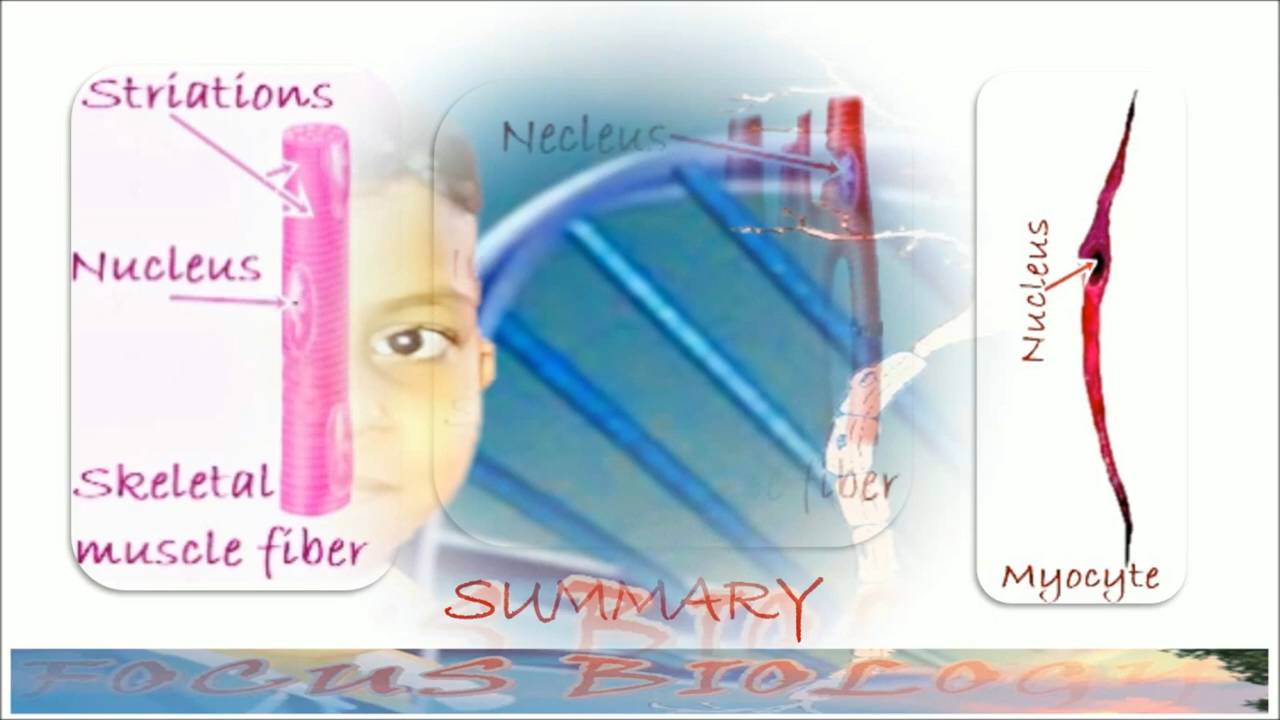 Striations
Nucleus
Skeletal
muscle fiber
Necleus
fiber
Nucleus
Myocyte
SUMMARY
FOCUS BIOLOGY